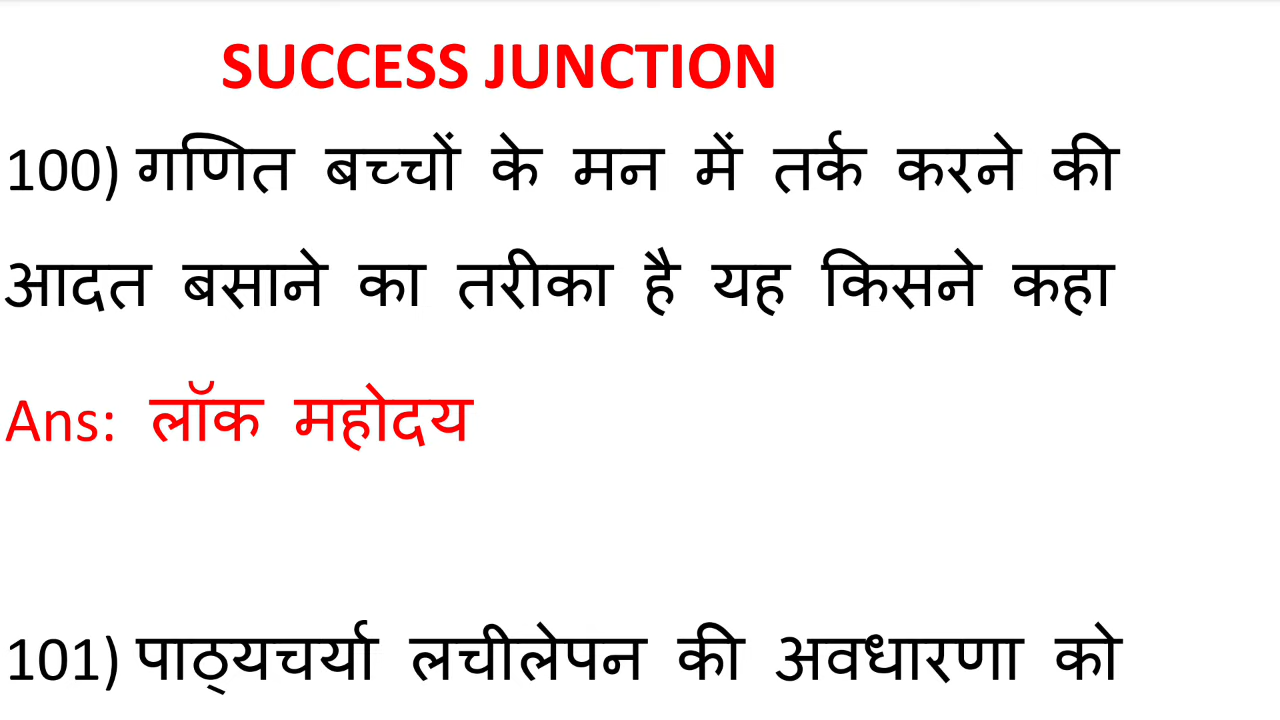 SUCCESS JUNCTION
100) गणित बच्चों के मन में तर्क करने की
आदत बसाने का तरीका है यह किसने कहा
Ans: लॉक महोदय
101) पाठ्यचर्या लचीलेपन की अवधारणा को